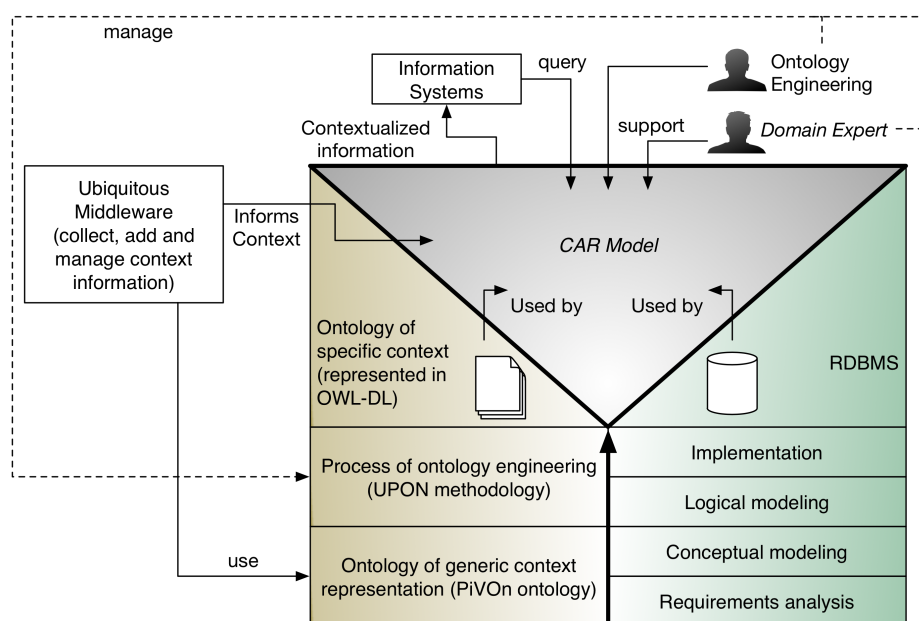 manage
Information
Systems
query
Ontology
Engineering
Contextualized
information
support
Domain Expert
Ubiquitous
Middleware
(collect, add and
manage context
information)
Informs
Context
CAR Model
Used by
Used by
Ontology of
specific context
(represented in
OWL-DL)
RDBMS
Process of ontology engineering
(UPON methodology)
Implementation
Logical modeling
use
Ontology of generic context
representation (PiVOn ontology)
Conceptual modeling
Requirements analysis